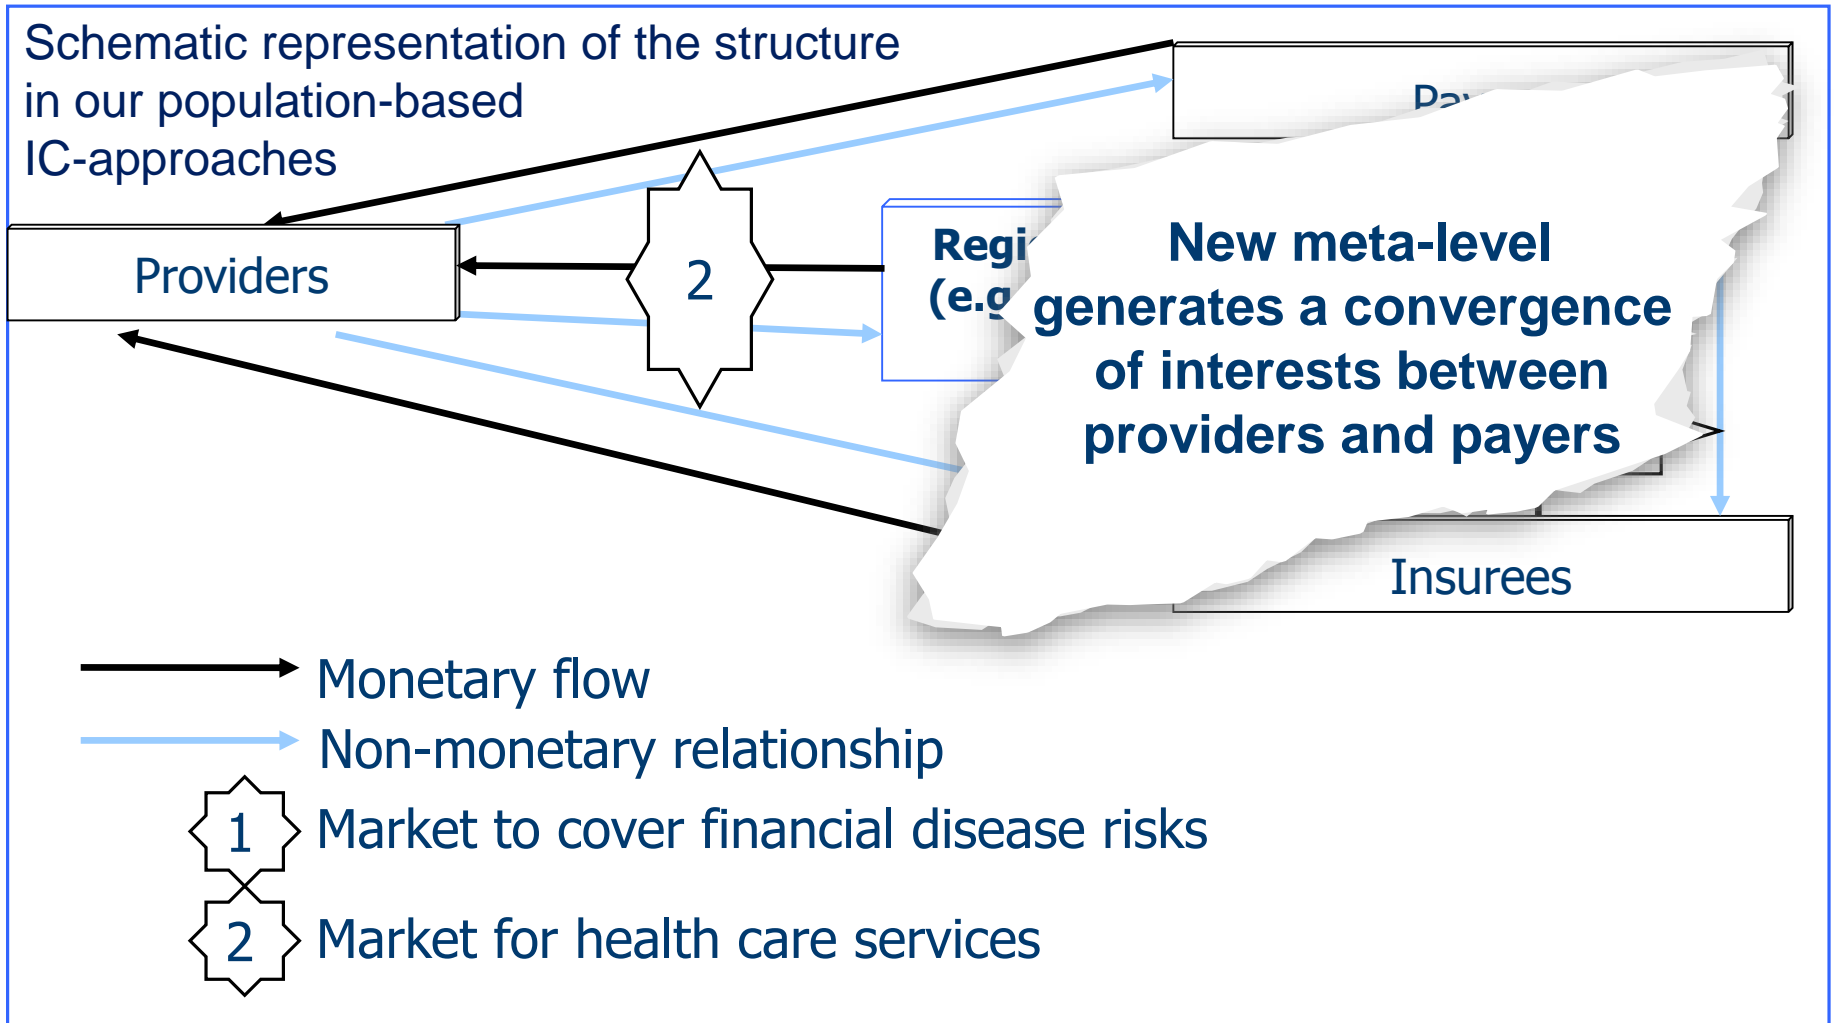 Schematic representation of the structure
in our population-based
IC-approaches
Providers
2
(e.g
New meta-level
generates a convergence
of interests between
providers and payers
Insurees
Monetary flow
Non-monetary relationship
1
Market to cover financial disease risks
2
Market for health care services